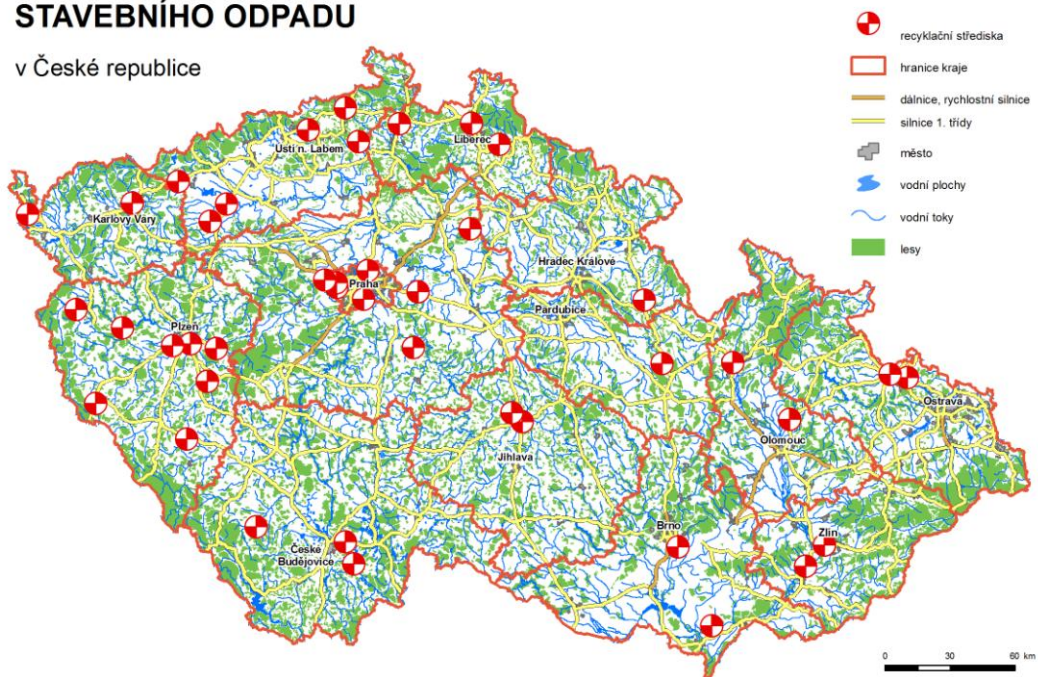 STAVEBNÍHO ODPADU
v České republice
recyklační střediska
hranice kraje
dálnice, rychlostní silnice
silnice 1. třídy
město
vodní plochy
vodní toky
lesy
Ústí n. Labem
Liberec
Karlovy Vary
Hradec Králové
Praha
Pardubice
Plzeň
Ostrava
Olomouc
Jihlava
Brno
Zlín
České
Budějovice
0 30 60 km